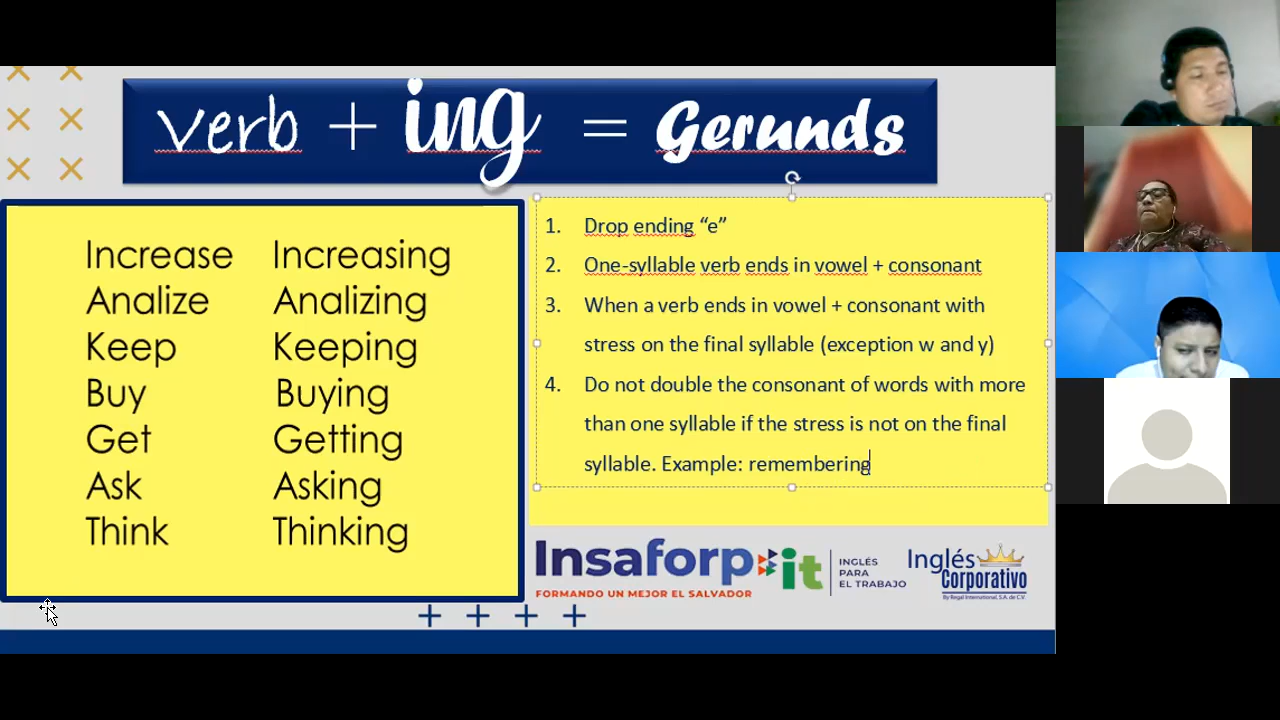 verb + ing = Gerunds
Increase Increasing
Analize Analizing
Keep Keeping
Buy Buying
Get Getting
Ask Asking
Think Thinking
1. Drop ending “e”
2. One-syllable verb ends in vowel + consonant
3. When a verb ends in vowel + consonant with
stress on the final syllable (exception w and y)
4. Do not double the consonant of words with more
than one syllable if the stress is not on the final
syllable. Example: remembering
Insaforp
FORMANDO UN MEJOR EL SALVADOR
it
INGLÉS
PARA
EL TRABAJO
Inglés
Corporativo
By Regal International, S.A. de C.V.